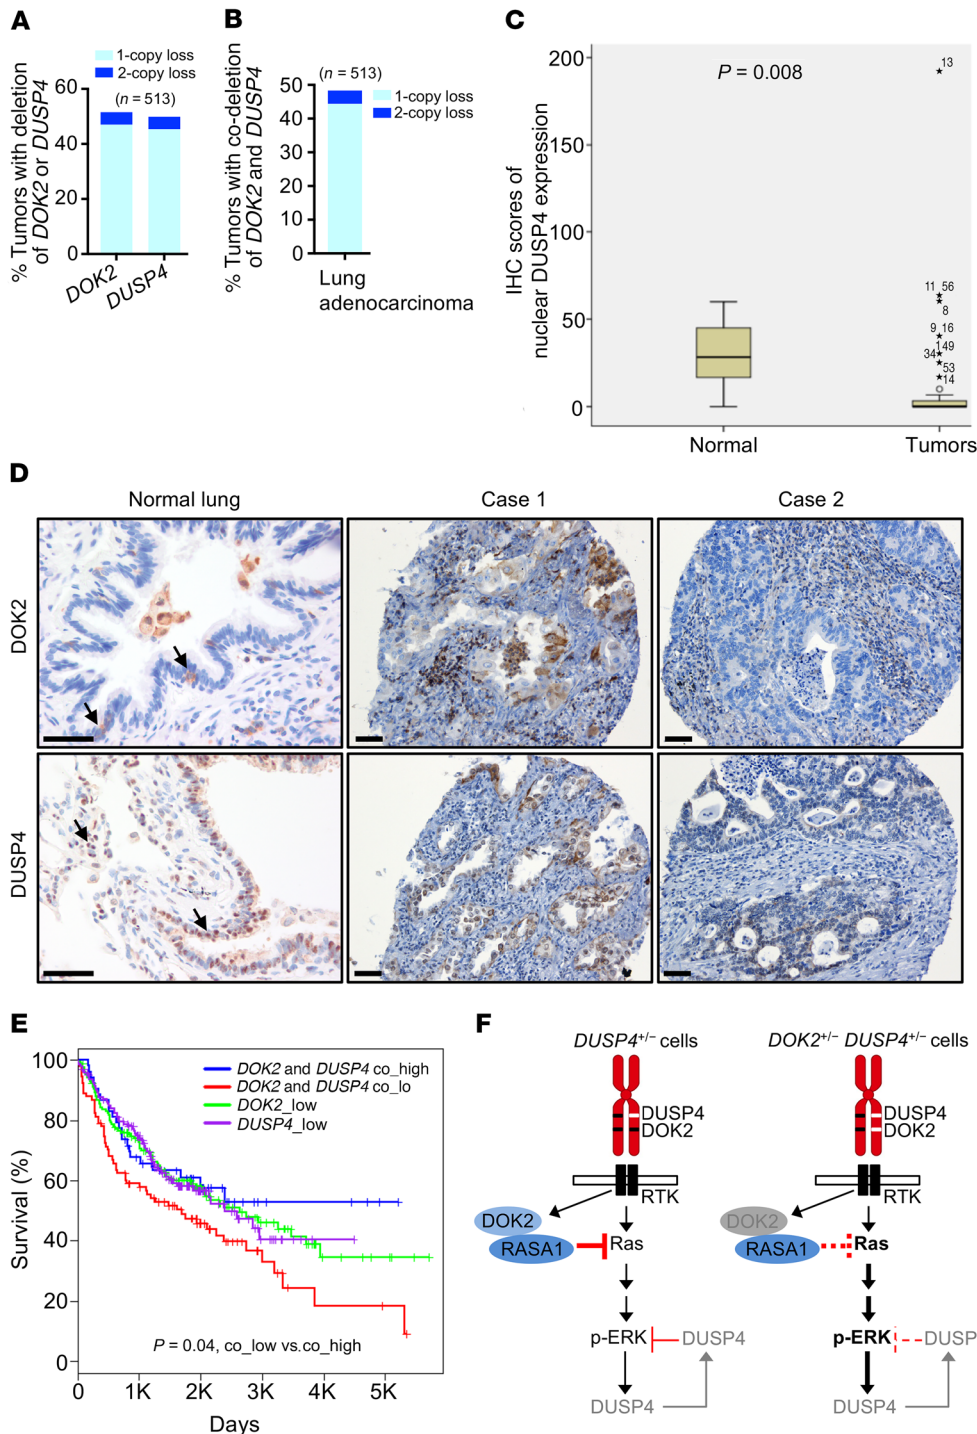 A
1-copy loss
2-copy loss
(n = 513)
% Tumors with deletion
of DOK2 or DUSP4
60
40
20
0
DOK2
DUSP4
B
(n = 513)
1-copy loss
2-copy loss
% Tumors with co-deletion
of DOK2 and DUSP4
50
40
30
20
10
0
Lung
adenocarcinoma
C
P = 0.008
IHC scores of
nuclear DUSP4 expression
200
150
100
50
0
13
11 56
8
9 16
149
34
53
14
Normal
Tumors
D
Normal lung
Case 1
Case 2
DOK2
DUSP4
E
Survival (%)
100
80
60
40
20
0
DOK2 and DUSP4 co_high
DOK2 and DUSP4 co_lo
DOK2_low
DUSP4_low
P = 0.04, co_low vs.co_high
0 1K 2K 3K 4K 5K
Days
F
DUSP4+/− cells
DUSP4
DOK2
RTK
DOK2
RASA1
Ras
p-ERK
DUSP4
DUSP4
DOK2+/− DUSP4+/− cells
DUSP4
DOK2
RTK
DOK2
RASA1
Ras
p-ERK
DUSP
DUSP4